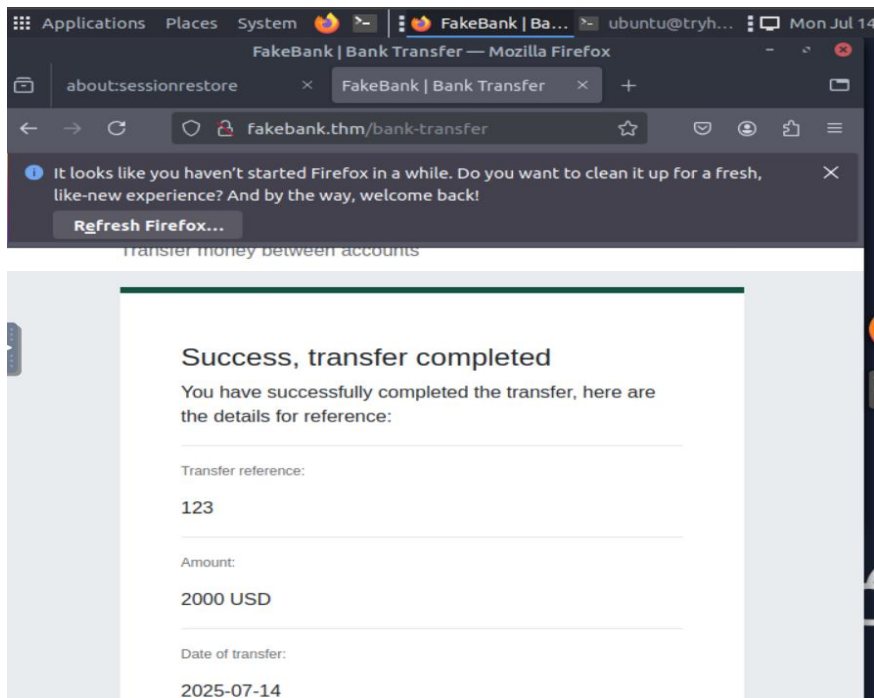 Applications Places System FakeBank | Ba... ubuntu@tryh... Mon Jul 14
FakeBank | Bank Transfer — Mozilla Firefox
about:sessionrestore FakeBank | Bank Transfer
fakebank.thm/bank-transfer
It looks like you haven't started Firefox in a while. Do you want to clean it up for a fresh,
like-new experience? And by the way, welcome back!
Refresh Firefox...
Transfer money between accounts
Success, transfer completed
You have successfully completed the transfer, here are
the details for reference:
Transfer reference:
123
Amount:
2000 USD
Date of transfer:
2025-07-14